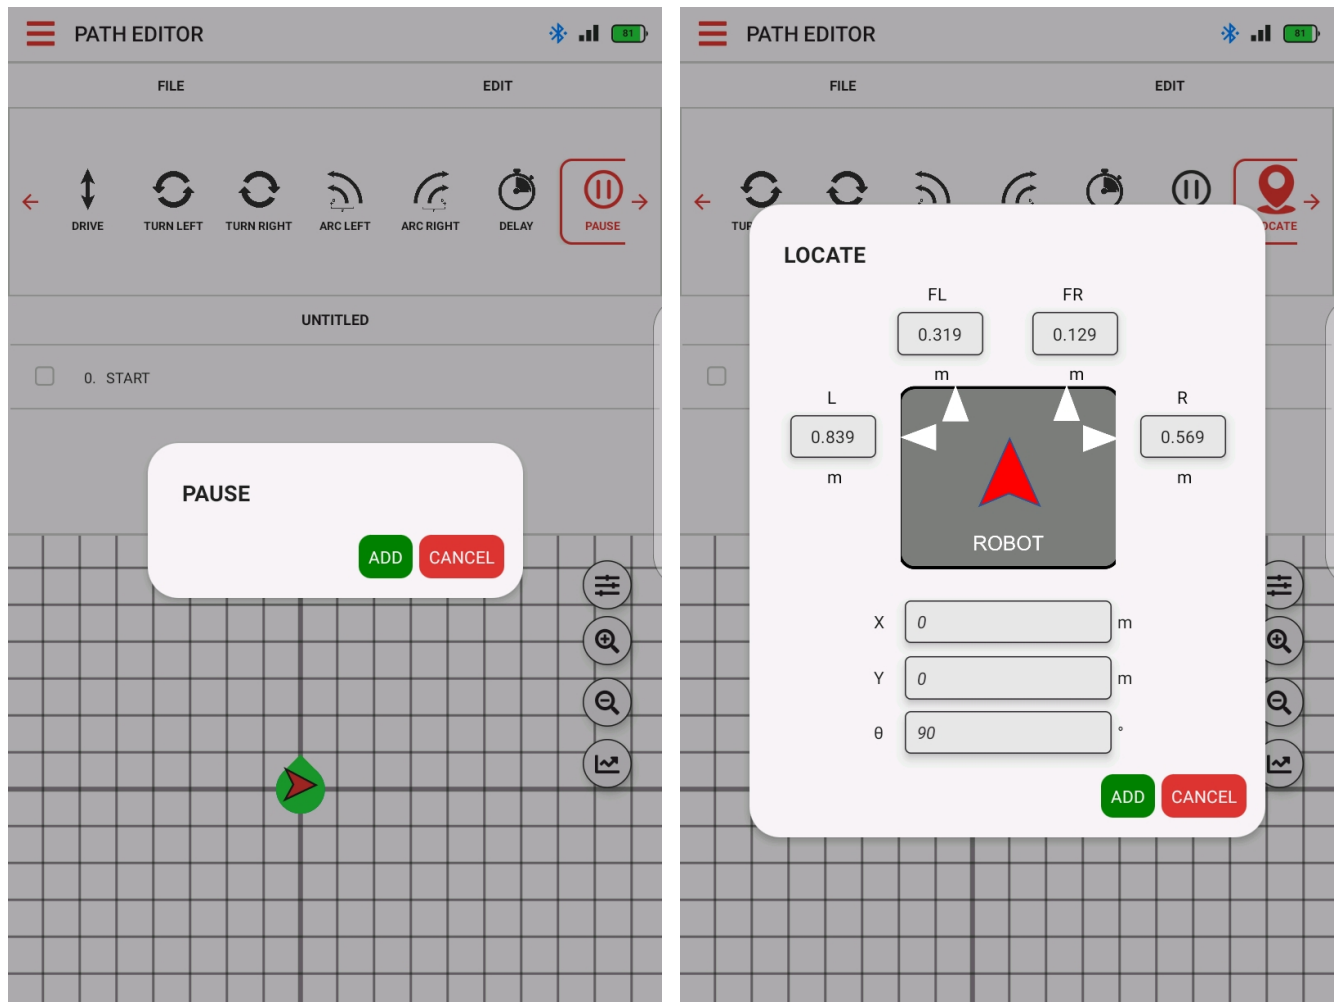 PATH EDITOR 81
FILE EDIT
DRIVE TURN LEFT TURN RIGHT ARC LEFT ARC RIGHT DELAY PAUSE
UNTITLED
0. START
PAUSE
ADD CANCEL
PATH EDITOR 81
FILE EDIT
LOCATE
FL FR
0.319 0.129
m m
L R
0.839 0.569
m m
ROBOT
X 0 m
Y 0 m
θ 90 °
ADD CANCEL